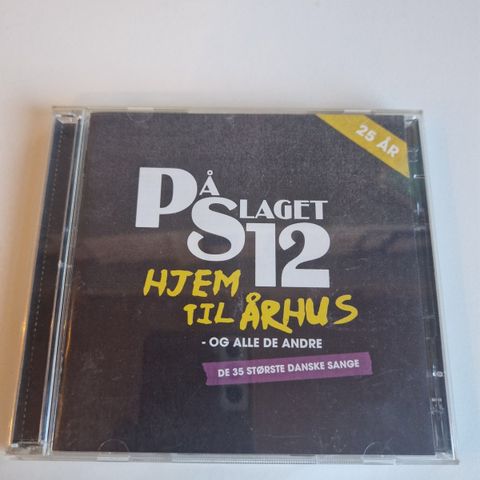 25 ÅR
PÅ SLAGET 12
HJEM
TIL ÅRHUS
- OG ALLE DE ANDRE
DE 35 STØRSTE DANSKE SANGE